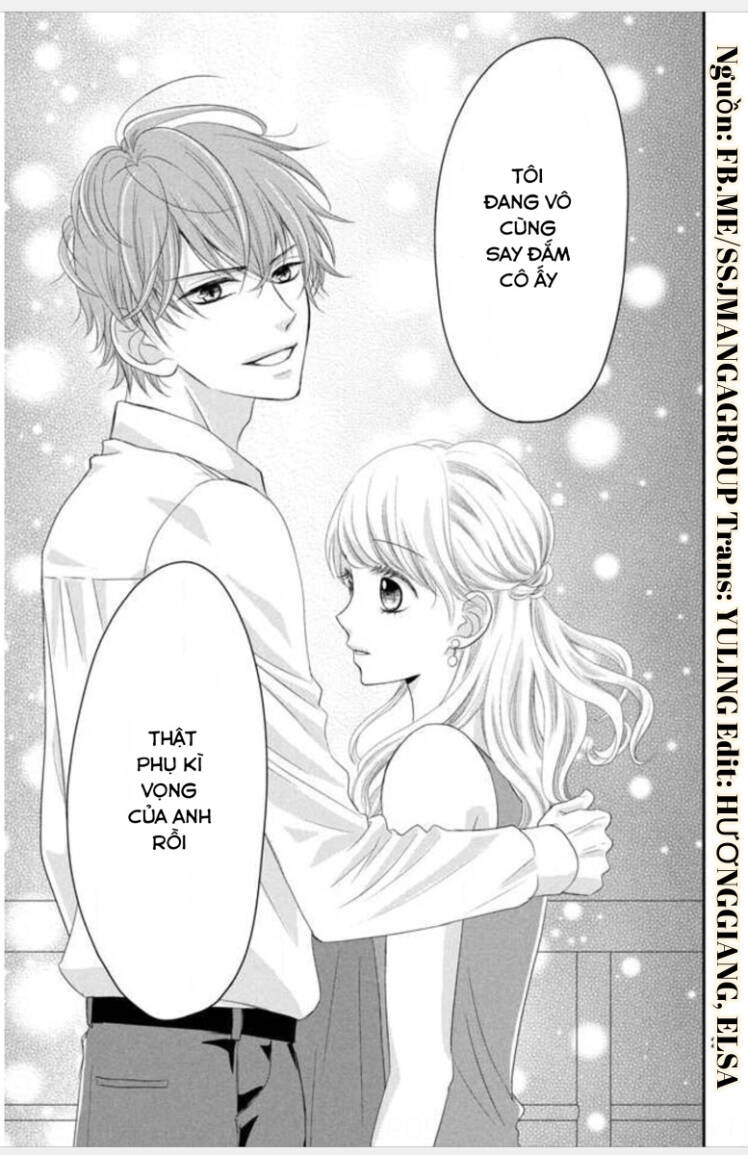 TÔI
ĐANG VÔ
CÙNG
SAY ĐẮM
CÔ ẤY
THẬT
PHỤ KÌ
VỌNG
CỦA ANH
RỒI
Nguồn: FB.ME/SSJMANGAGROUP Trans: YULING Edit: HƯƠNGGIANG, ELSA